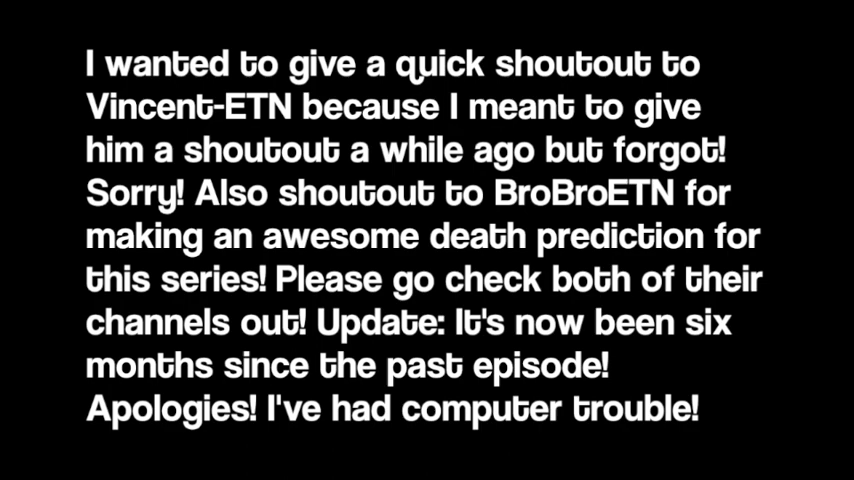 I wanted to give a quick shoutout to
Vincent-ETN because I meant to give
him a shoutout a while ago but forgot!
Sorry! Also shoutout to BroBroETN for
making an awesome death prediction for
this series! Please go check both of their
channels out! Update: It's now been six
months since the past episode!
Apologies! I've had computer trouble!